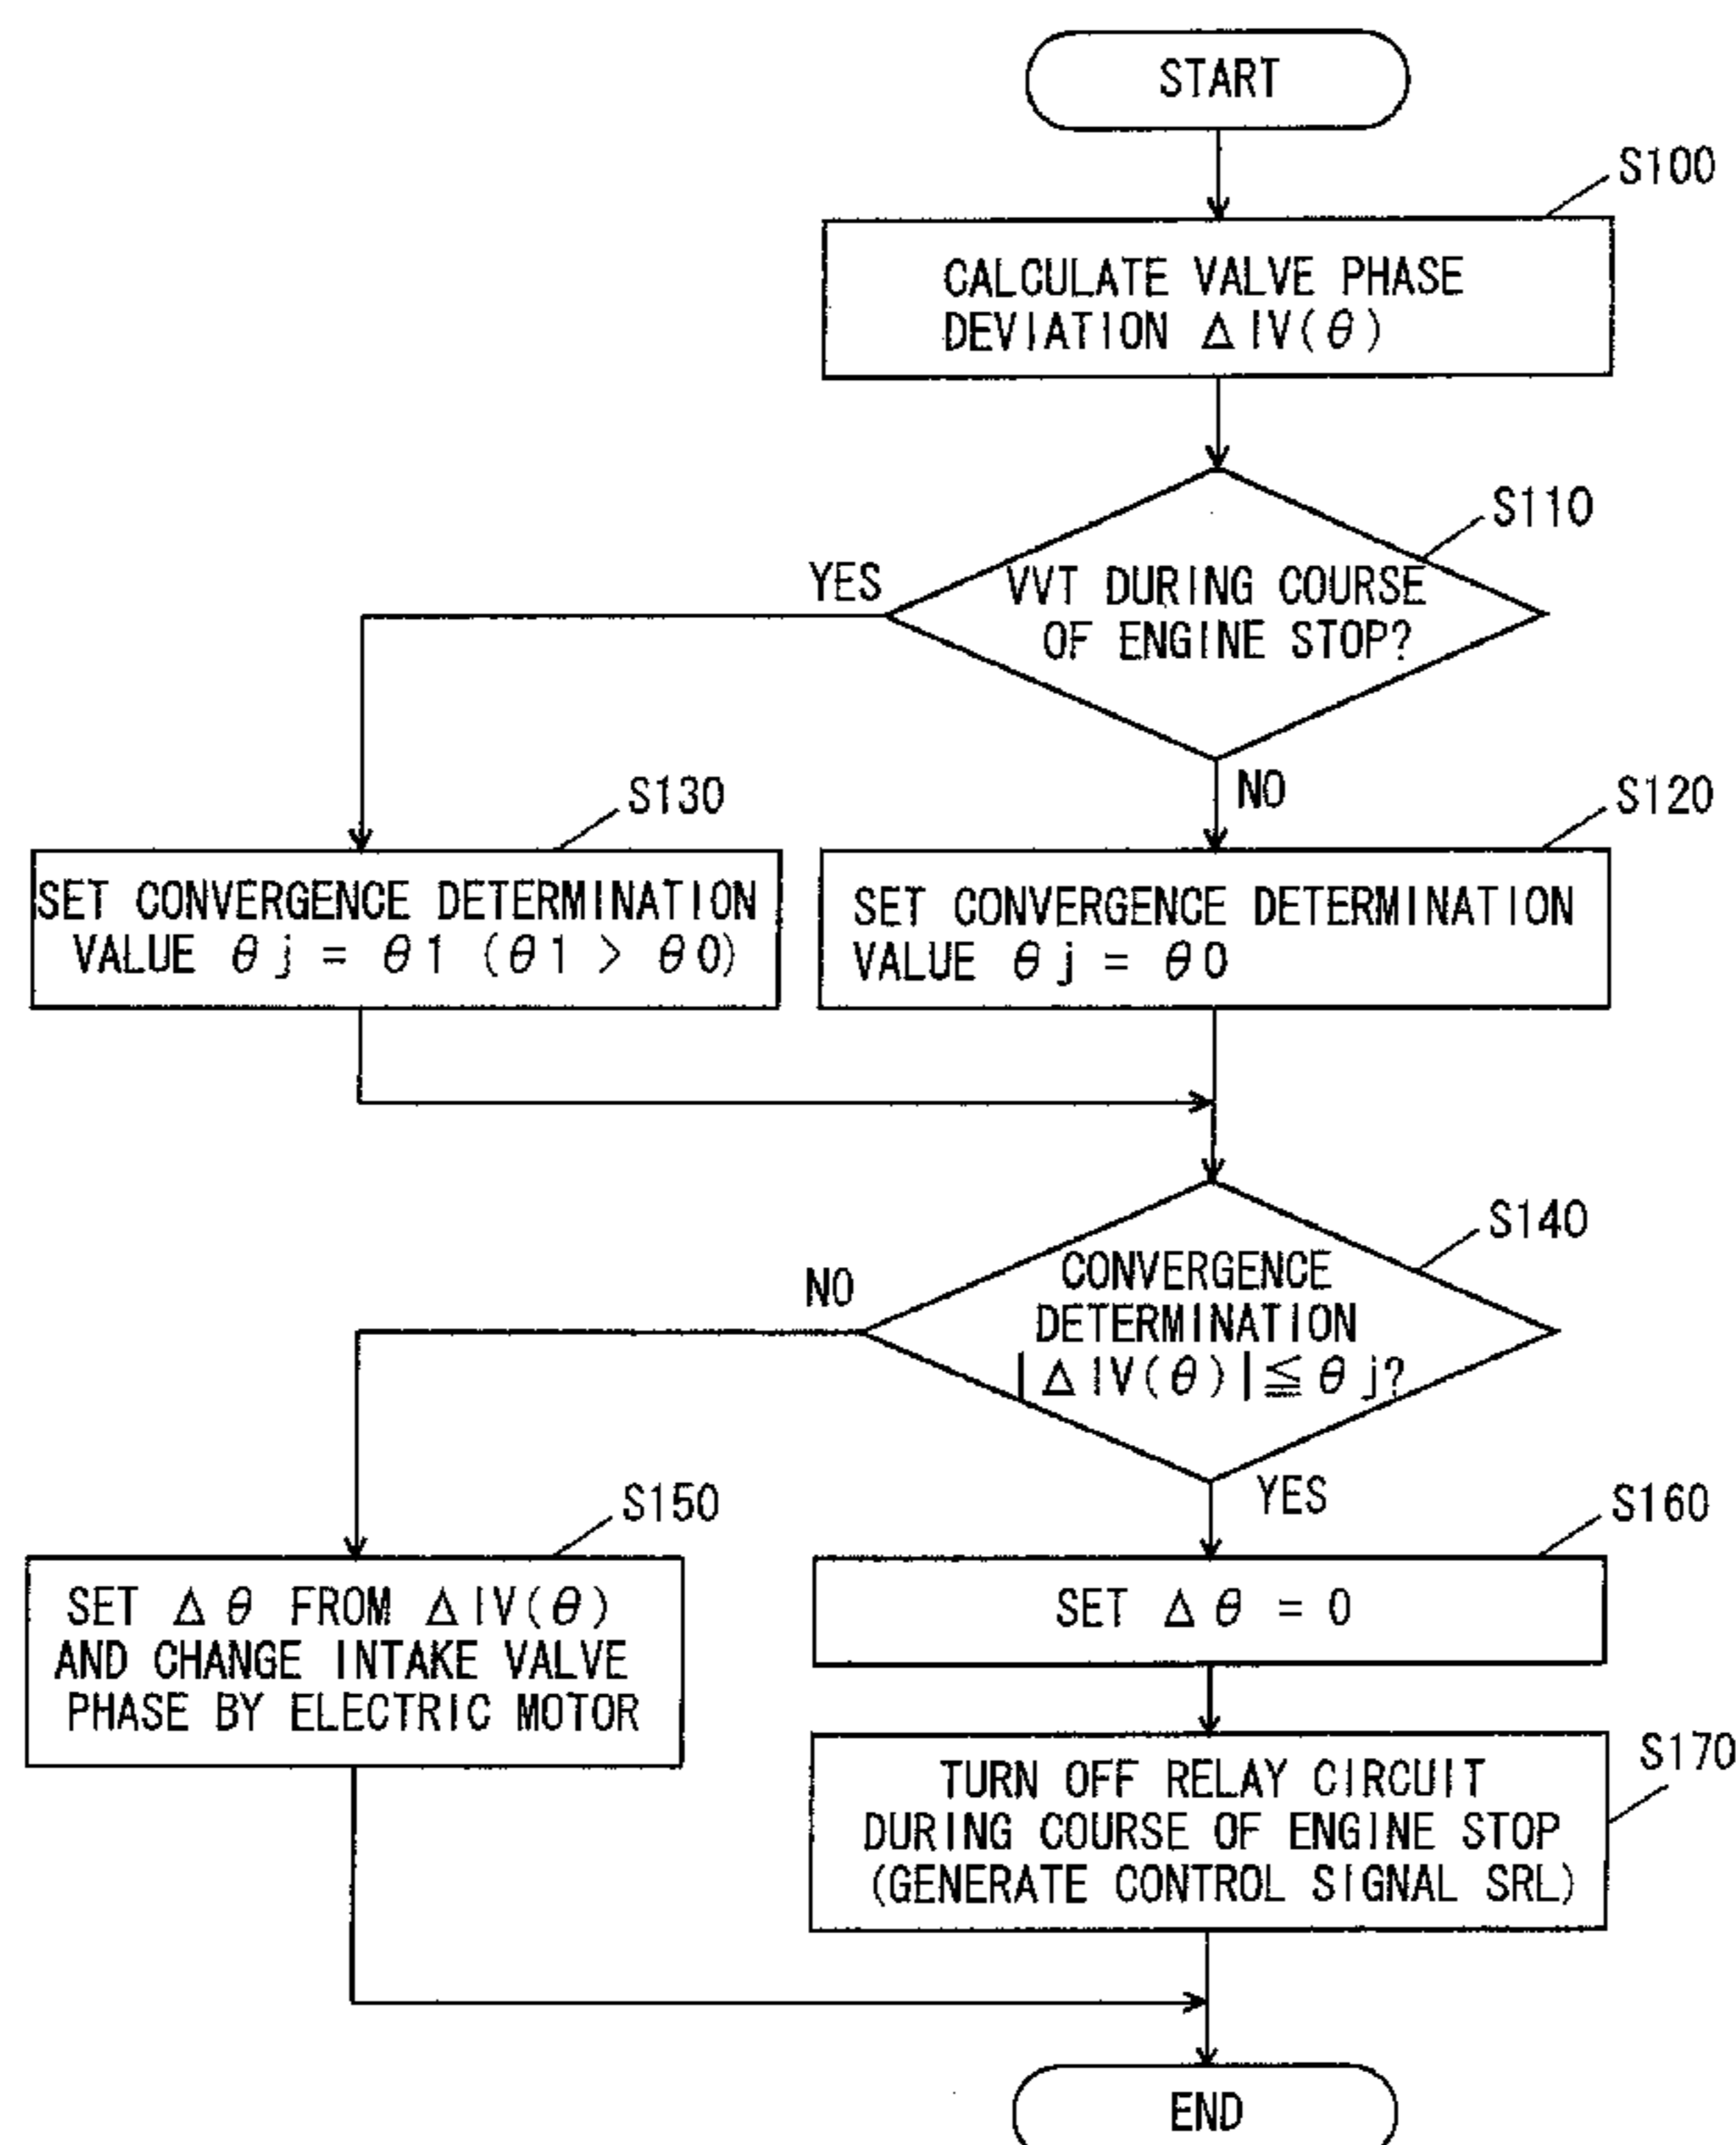 START
S100
CALCULATE VALVE PHASE
DEVIATION ΔIV(θ)
S110
YES
VVT DURING COURSE
OF ENGINE STOP?
NO
S130
S120
SET CONVERGENCE DETERMINATION
VALUE θj = θ1 (θ1 > θ0)
SET CONVERGENCE DETERMINATION
VALUE θj = θ0
S140
NO
CONVERGENCE
DETERMINATION
|ΔIV(θ)|≦θj?
YES
S150
S160
SET Δθ FROM ΔIV(θ)
AND CHANGE INTAKE VALVE
PHASE BY ELECTRIC MOTOR
SET Δθ = 0
S170
TURN OFF RELAY CIRCUIT
DURING COURSE OF ENGINE STOP
(GENERATE CONTROL SIGNAL SRL)
END